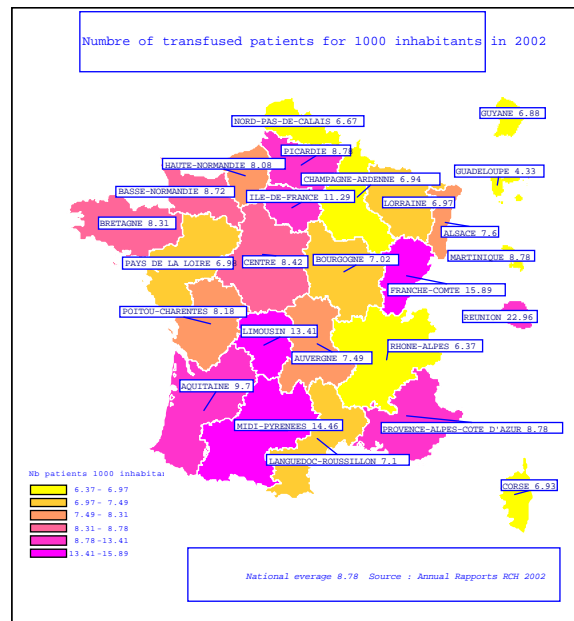 Numbre of transfused patients for 1000 inhabitants in 2002
GUYANE 6.88
NORD-PAS-DE-CALAIS 6.67
PICARDIE 8.78
HAUTE-NORMANDIE 8.08
GUADELOUPE 4.33
CHAMPAGNE-ARDENNE 6.94
BASSE-NORMANDIE 8.72
ILE-DE-FRANCE 11.29
LORRAINE 6.97
BRETAGNE 8.31
ALSACE 7.6
PAYS DE LA LOIRE 6.98
CENTRE 8.42
BOURGOGNE 7.02
MARTINIQUE 8.78
FRANCHE-COMTE 15.89
POITOU-CHARENTES 8.18
REUNION 22.96
LIMOUSIN 13.41
RHONE-ALPES 6.37
AUVERGNE 7.49
AQUITAINE 9.7
MIDI-PYRENEES 14.46
PROVENCE-ALPES-COTE D'AZUR 8.78
LANGUEDOC-ROUSSILLON 7.1
Nb patients 1000 inhabita
CORSE 6.93
6.37 - 6.97
6.97 - 7.49
7.49 - 8.31
8.31 - 8.78
8.78 -13.41
13.41 -15.89
National everage 8.78 Source : Annual Rapports RCH 2002